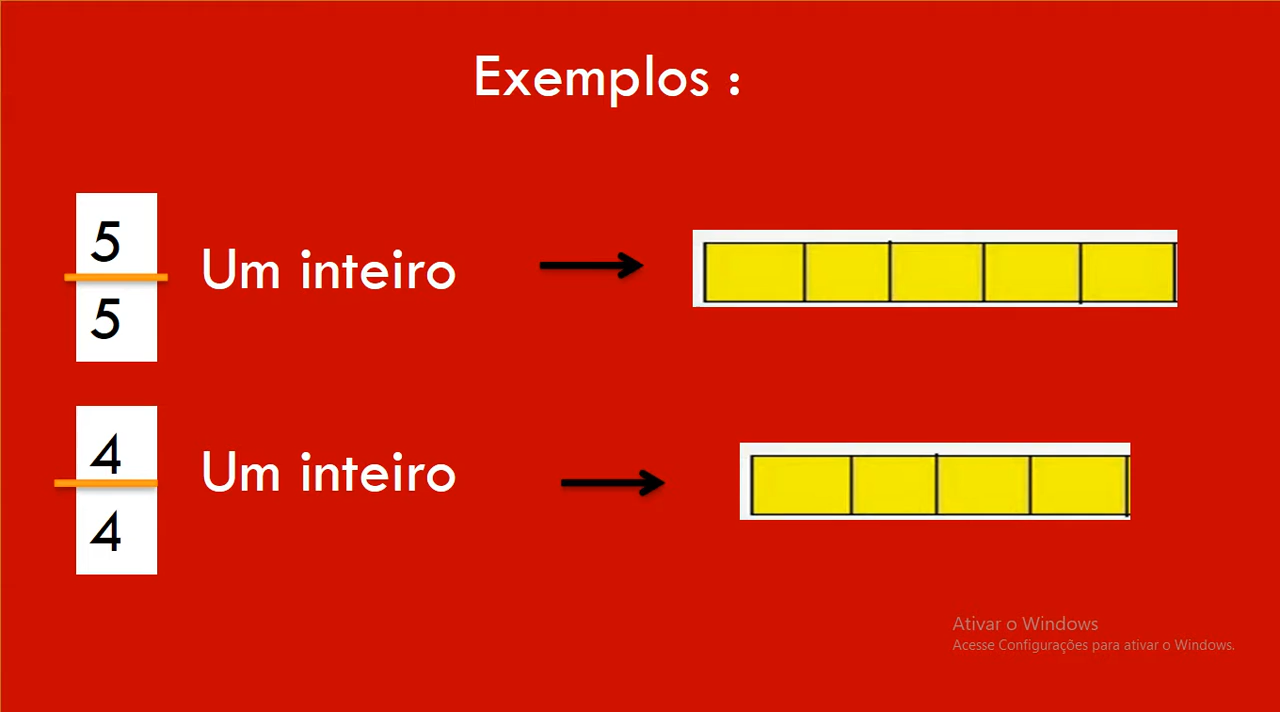 Exemplos :
5
5
Um inteiro
4
4
Um inteiro
Ativar o Windows
Acesse Configurações para ativar o Windows.